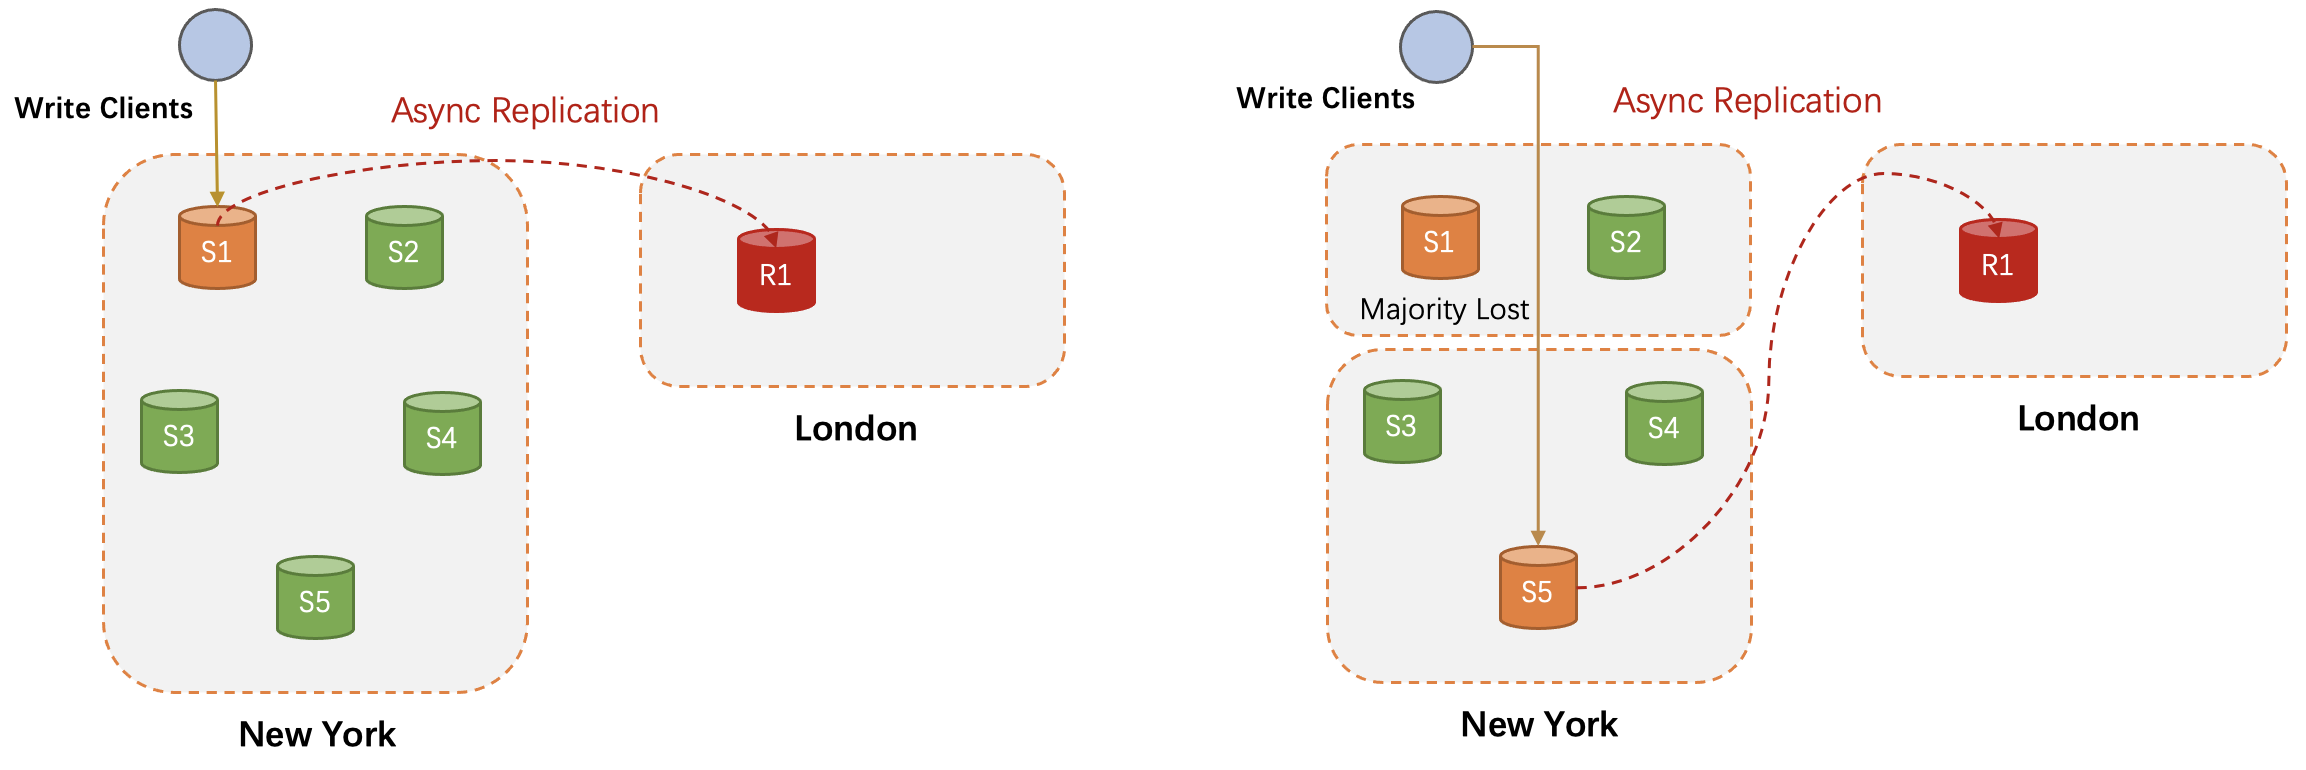 Write Clients
Async Replication
S1
S2
R1
S3
S4
London
S5
New York
Write Clients
Async Replication
S1
S2
R1
Majority Lost
S3
S4
London
S5
New York